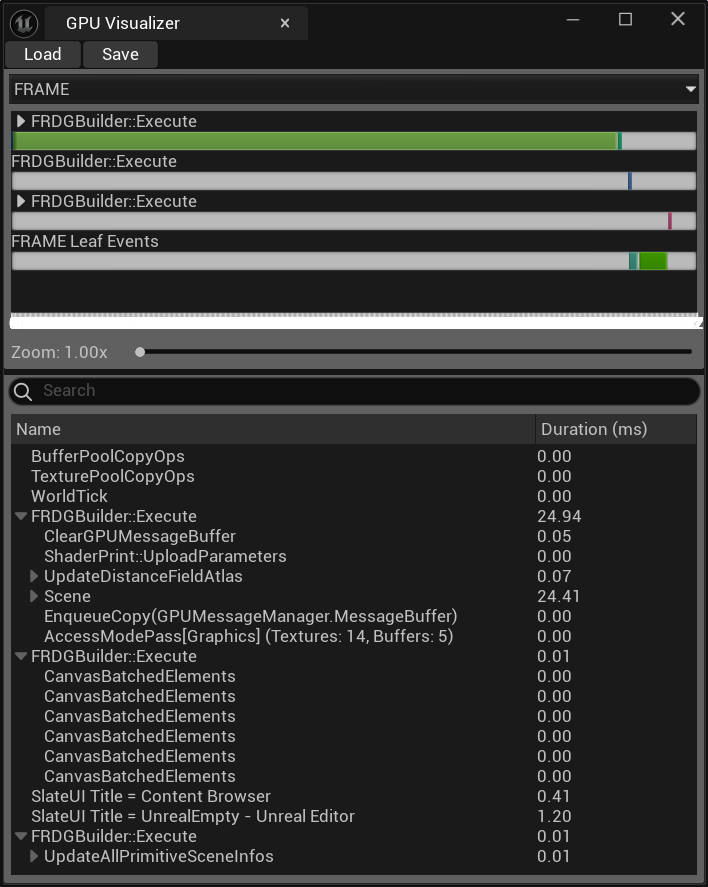 GPU Visualizer
Load Save
FRAME
FRDGBuilder::Execute
FRDGBuilder::Execute
FRDGBuilder::Execute
FRAME Leaf Events
Zoom: 1.00x
Search
Name Duration (ms)
BufferPoolCopyOps 0.00
TexturePoolCopyOps 0.00
WorldTick 0.00
FRDGBuilder::Execute 24.94
ClearGPUMessageBuffer 0.05
ShaderPrint::UploadParameters 0.00
UpdateDistanceFieldAtlas 0.07
Scene 24.41
EnqueueCopy(GPUMessageManager.MessageBuffer) 0.00
AccessModePass[Graphics] (Textures: 14, Buffers: 5) 0.00
FRDGBuilder::Execute 0.01
CanvasBatchedElements 0.00
CanvasBatchedElements 0.00
CanvasBatchedElements 0.00
CanvasBatchedElements 0.00
CanvasBatchedElements 0.00
CanvasBatchedElements 0.00
SlateUI Title = Content Browser 0.41
SlateUI Title = UnrealEmpty - Unreal Editor 1.20
FRDGBuilder::Execute 0.01
UpdateAllPrimitiveSceneInfos 0.01